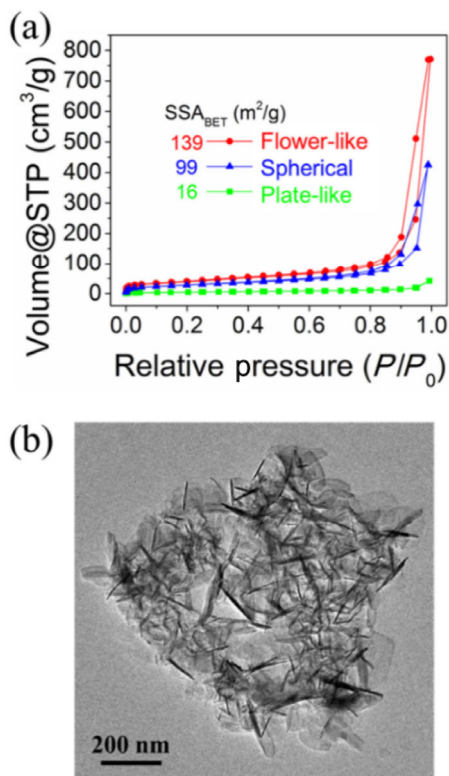 (a)
Volume@STP (cm³/g)
800
700
600
500
400
300
200
100
0
SSA_BET (m²/g)
139 Flower-like
99 Spherical
16 Plate-like
0.0 0.2 0.4 0.6 0.8 1.0
Relative pressure (P/P₀)
(b)
200 nm